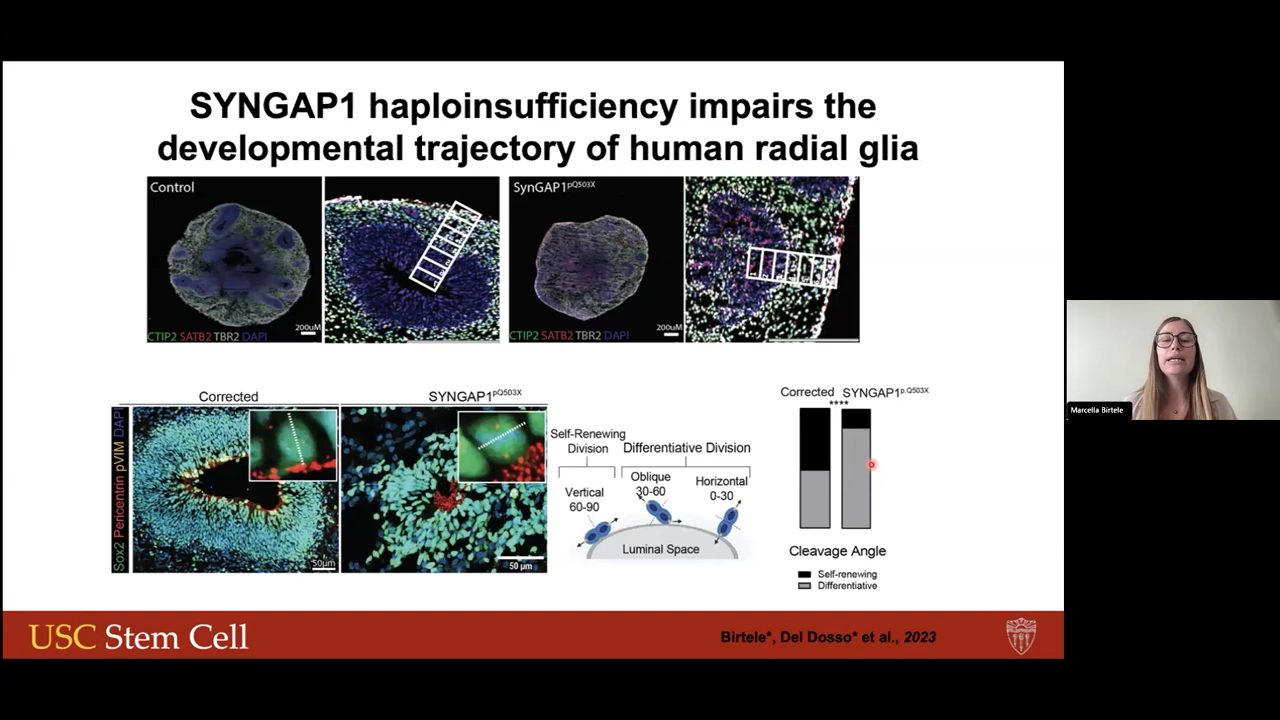 SYNGAP1 haploinsufficiency impairs the
developmental trajectory of human radial glia
Control
SynGAP1pQ503X
200uM
200uM
CTIP2 SATB2 TBR2 DAPI
CTIP2 SATB2 TBR2 DAPI
Corrected
SYNGAP1pQ503X
Sox2 Pericentrin pVIM DAPI
50µm
50 µm
Self-Renewing
Division
Differentiative Division
Vertical
60-90
Oblique
30-60
Horizontal
0-30
Luminal Space
Corrected
SYNGAP1p.Q503X
****
Cleavage Angle
Self-renewing
Differentiative
USC Stem Cell
Birtele*, Del Dosso* et al., 2023
Marcella Birtele